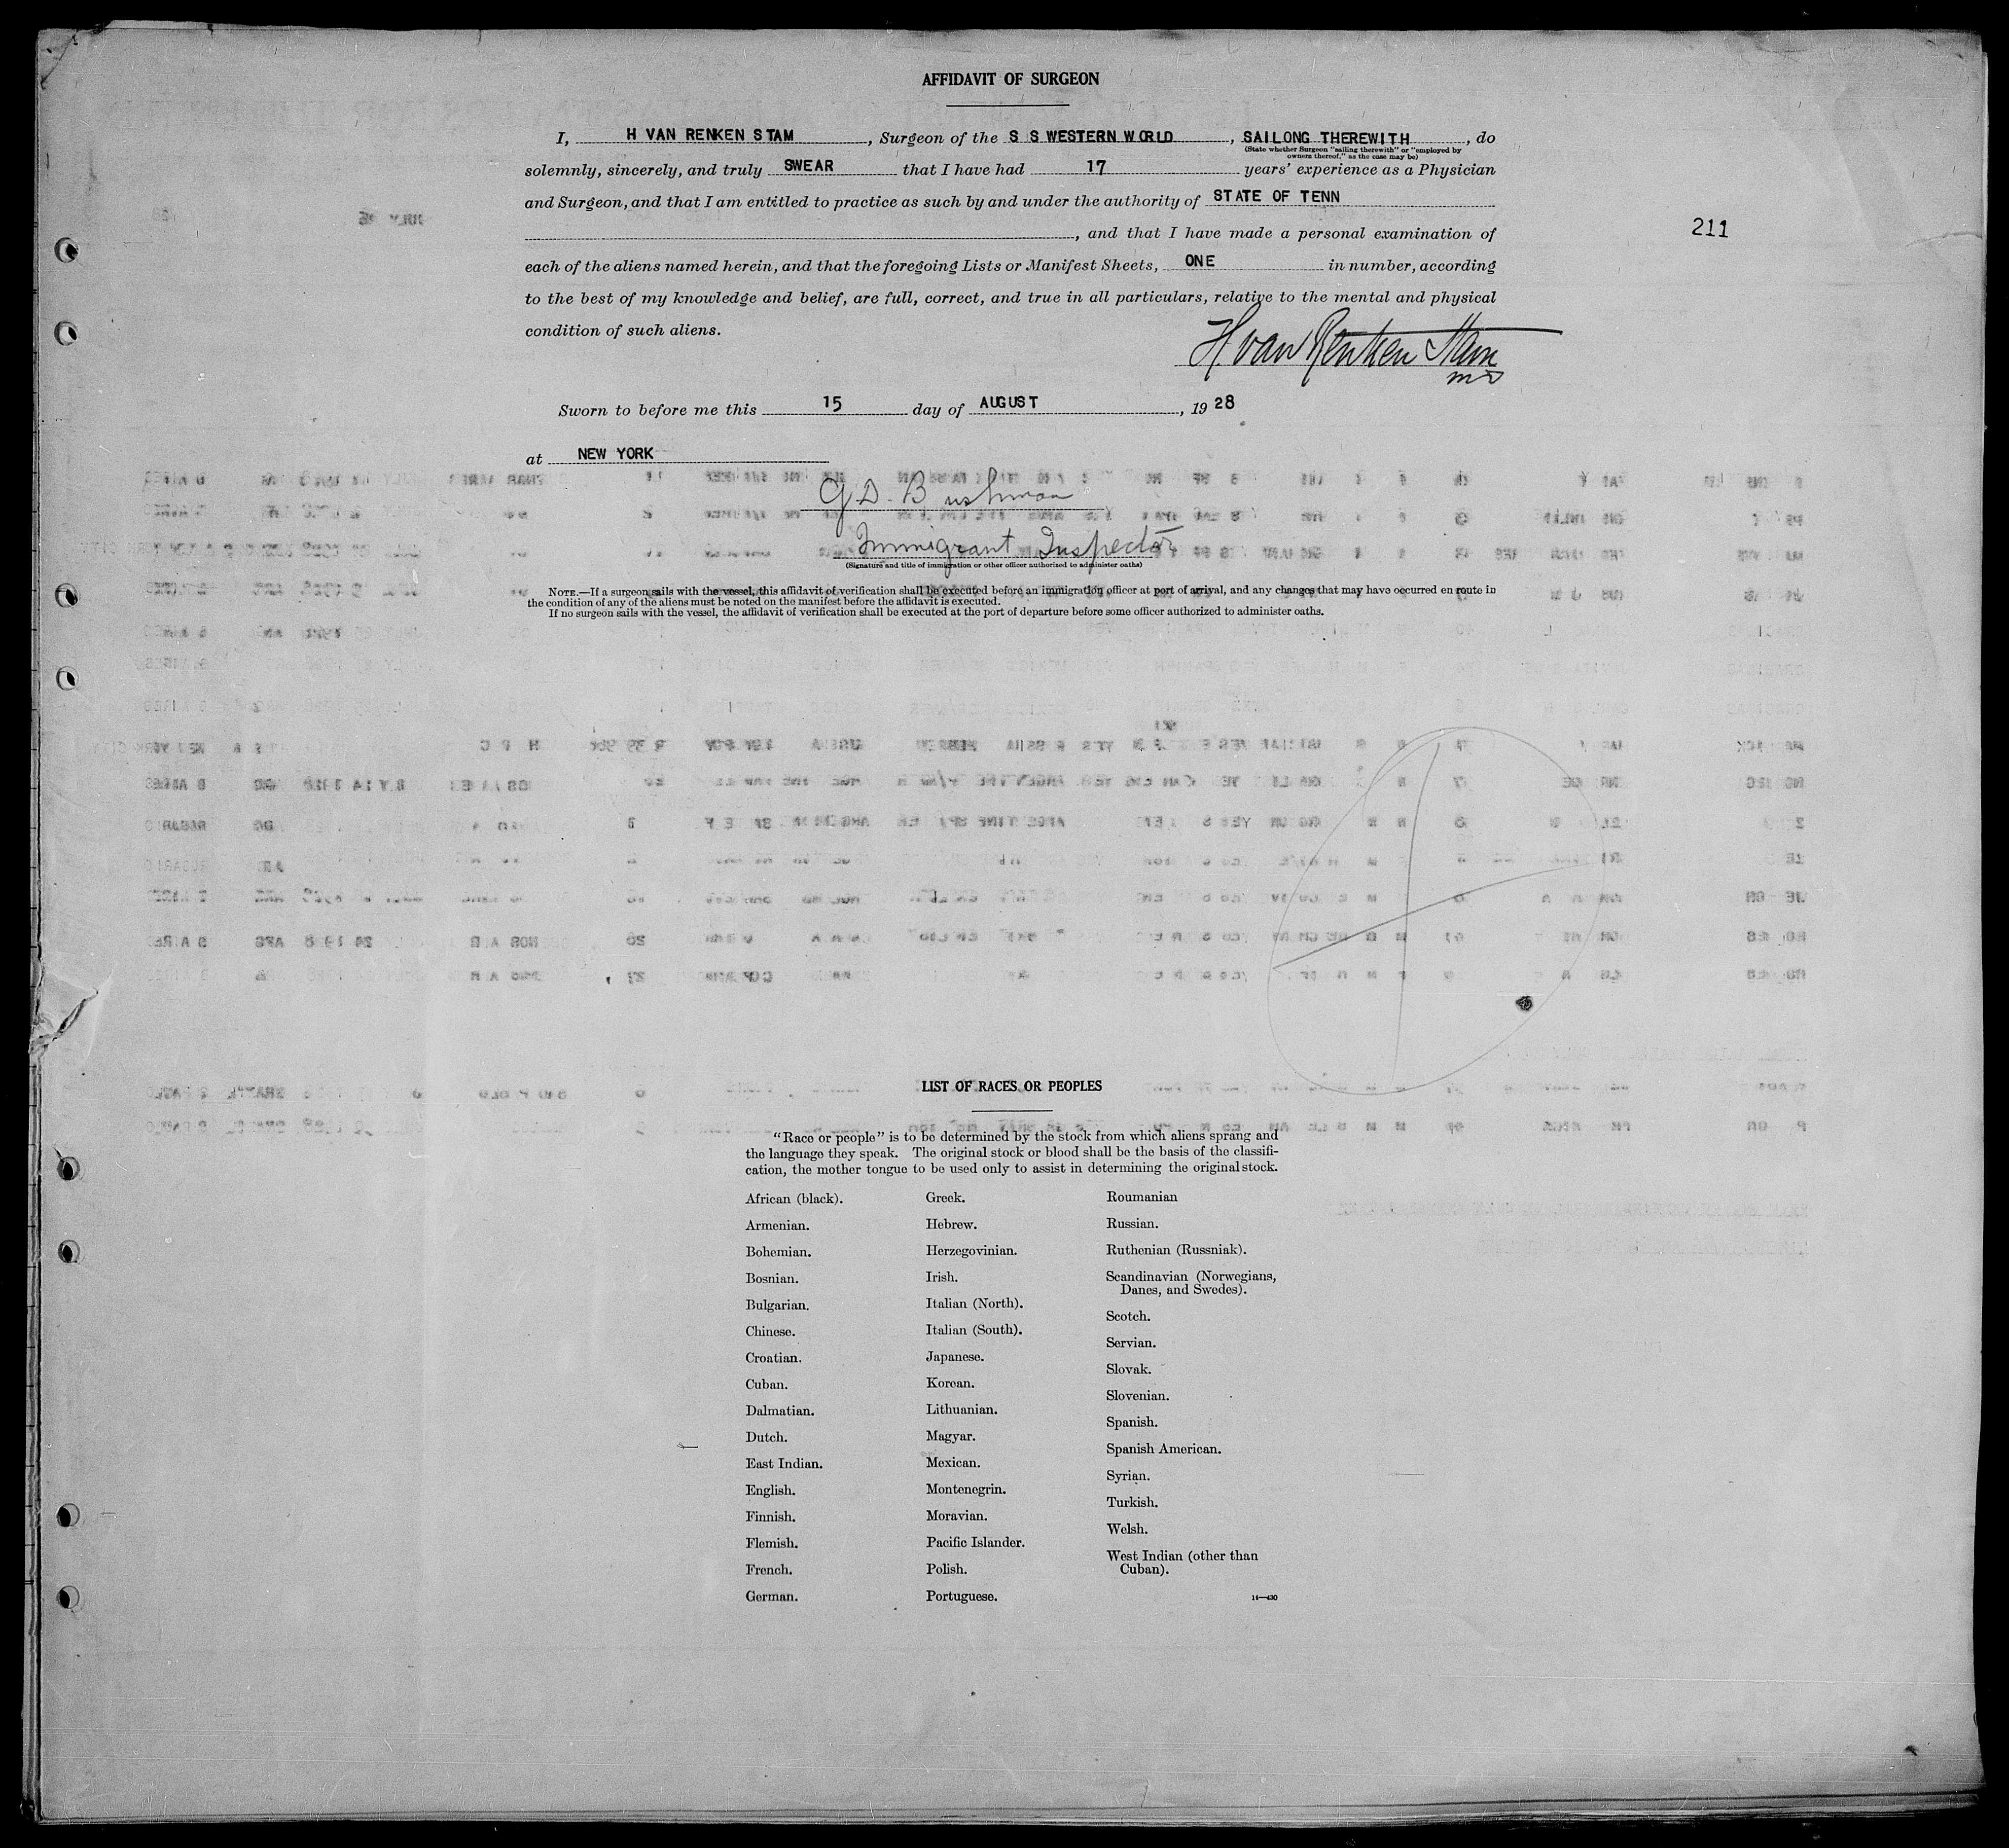 AFFIDAVIT OF SURGEON
I, H VAN RENKEN STAM, Surgeon of the S S WESTERN WORLD, SAILONG THEREWITH, do
(State whether Surgeon "sailing therewith" or "employed by
owners thereof," as the case may be)
solemnly, sincerely, and truly SWEAR that I have had 17 years' experience as a Physician
and Surgeon, and that I am entitled to practice as such by and under the authority of STATE OF TENN
, and that I have made a personal examination of
211
each of the aliens named herein, and that the foregoing Lists or Manifest Sheets, ONE in number, according
to the best of my knowledge and belief, are full, correct, and true in all particulars, relative to the mental and physical
condition of such aliens.
H. van Renken Stam
MD
Sworn to before me this 15 day of AUGUST, 1928
at NEW YORK
G. D. Bushman
Immigrant Inspector
(Signature and title of immigration or other officer authorized to administer oaths)
NOTE.—If a surgeon sails with the vessel, this affidavit of verification shall be executed before an immigration officer at port of arrival, and any changes that may have occurred en route in
the condition of any of the aliens must be noted on the manifest before the affidavit is executed.
If no surgeon sails with the vessel, the affidavit of verification shall be executed at the port of departure before some officer authorized to administer oaths.
LIST OF RACES OR PEOPLES
"Race or people" is to be determined by the stock from which aliens sprang and
the language they speak. The original stock or blood shall be the basis of the classifi-
cation, the mother tongue to be used only to assist in determining the original stock.
African (black).
Armenian.
Bohemian.
Bosnian.
Bulgarian.
Chinese.
Croatian.
Cuban.
Dalmatian.
Dutch.
East Indian.
English.
Finnish.
Flemish.
French.
German.
Greek.
Hebrew.
Herzegovinian.
Irish.
Italian (North).
Italian (South).
Japanese.
Korean.
Lithuanian.
Magyar.
Mexican.
Montenegrin.
Moravian.
Pacific Islander.
Polish.
Portuguese.
Roumanian
Russian.
Ruthenian (Russniak).
Scandinavian (Norwegians,
Danes, and Swedes).
Scotch.
Servian.
Slovak.
Slovenian.
Spanish.
Spanish American.
Syrian.
Turkish.
Welsh.
West Indian (other than
Cuban).
14—430